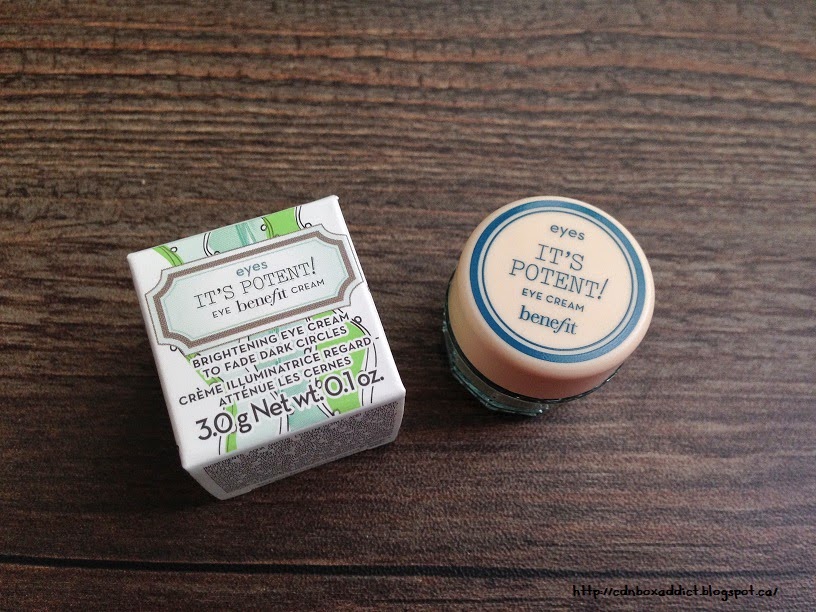 eyes
IT'S POTENT!
EYE benefit CREAM
BRIGHTENING EYE CREAM
TO FADE DARK CIRCLES
CRÈME ILLUMINATRICE REGARD -
ATTÉNUE LES CERNES
3.0 g Net wt. 0.1 oz.
eyes
IT'S
POTENT!
EYE CREAM
benefit
http://cdnboxaddict.blogspot.ca/